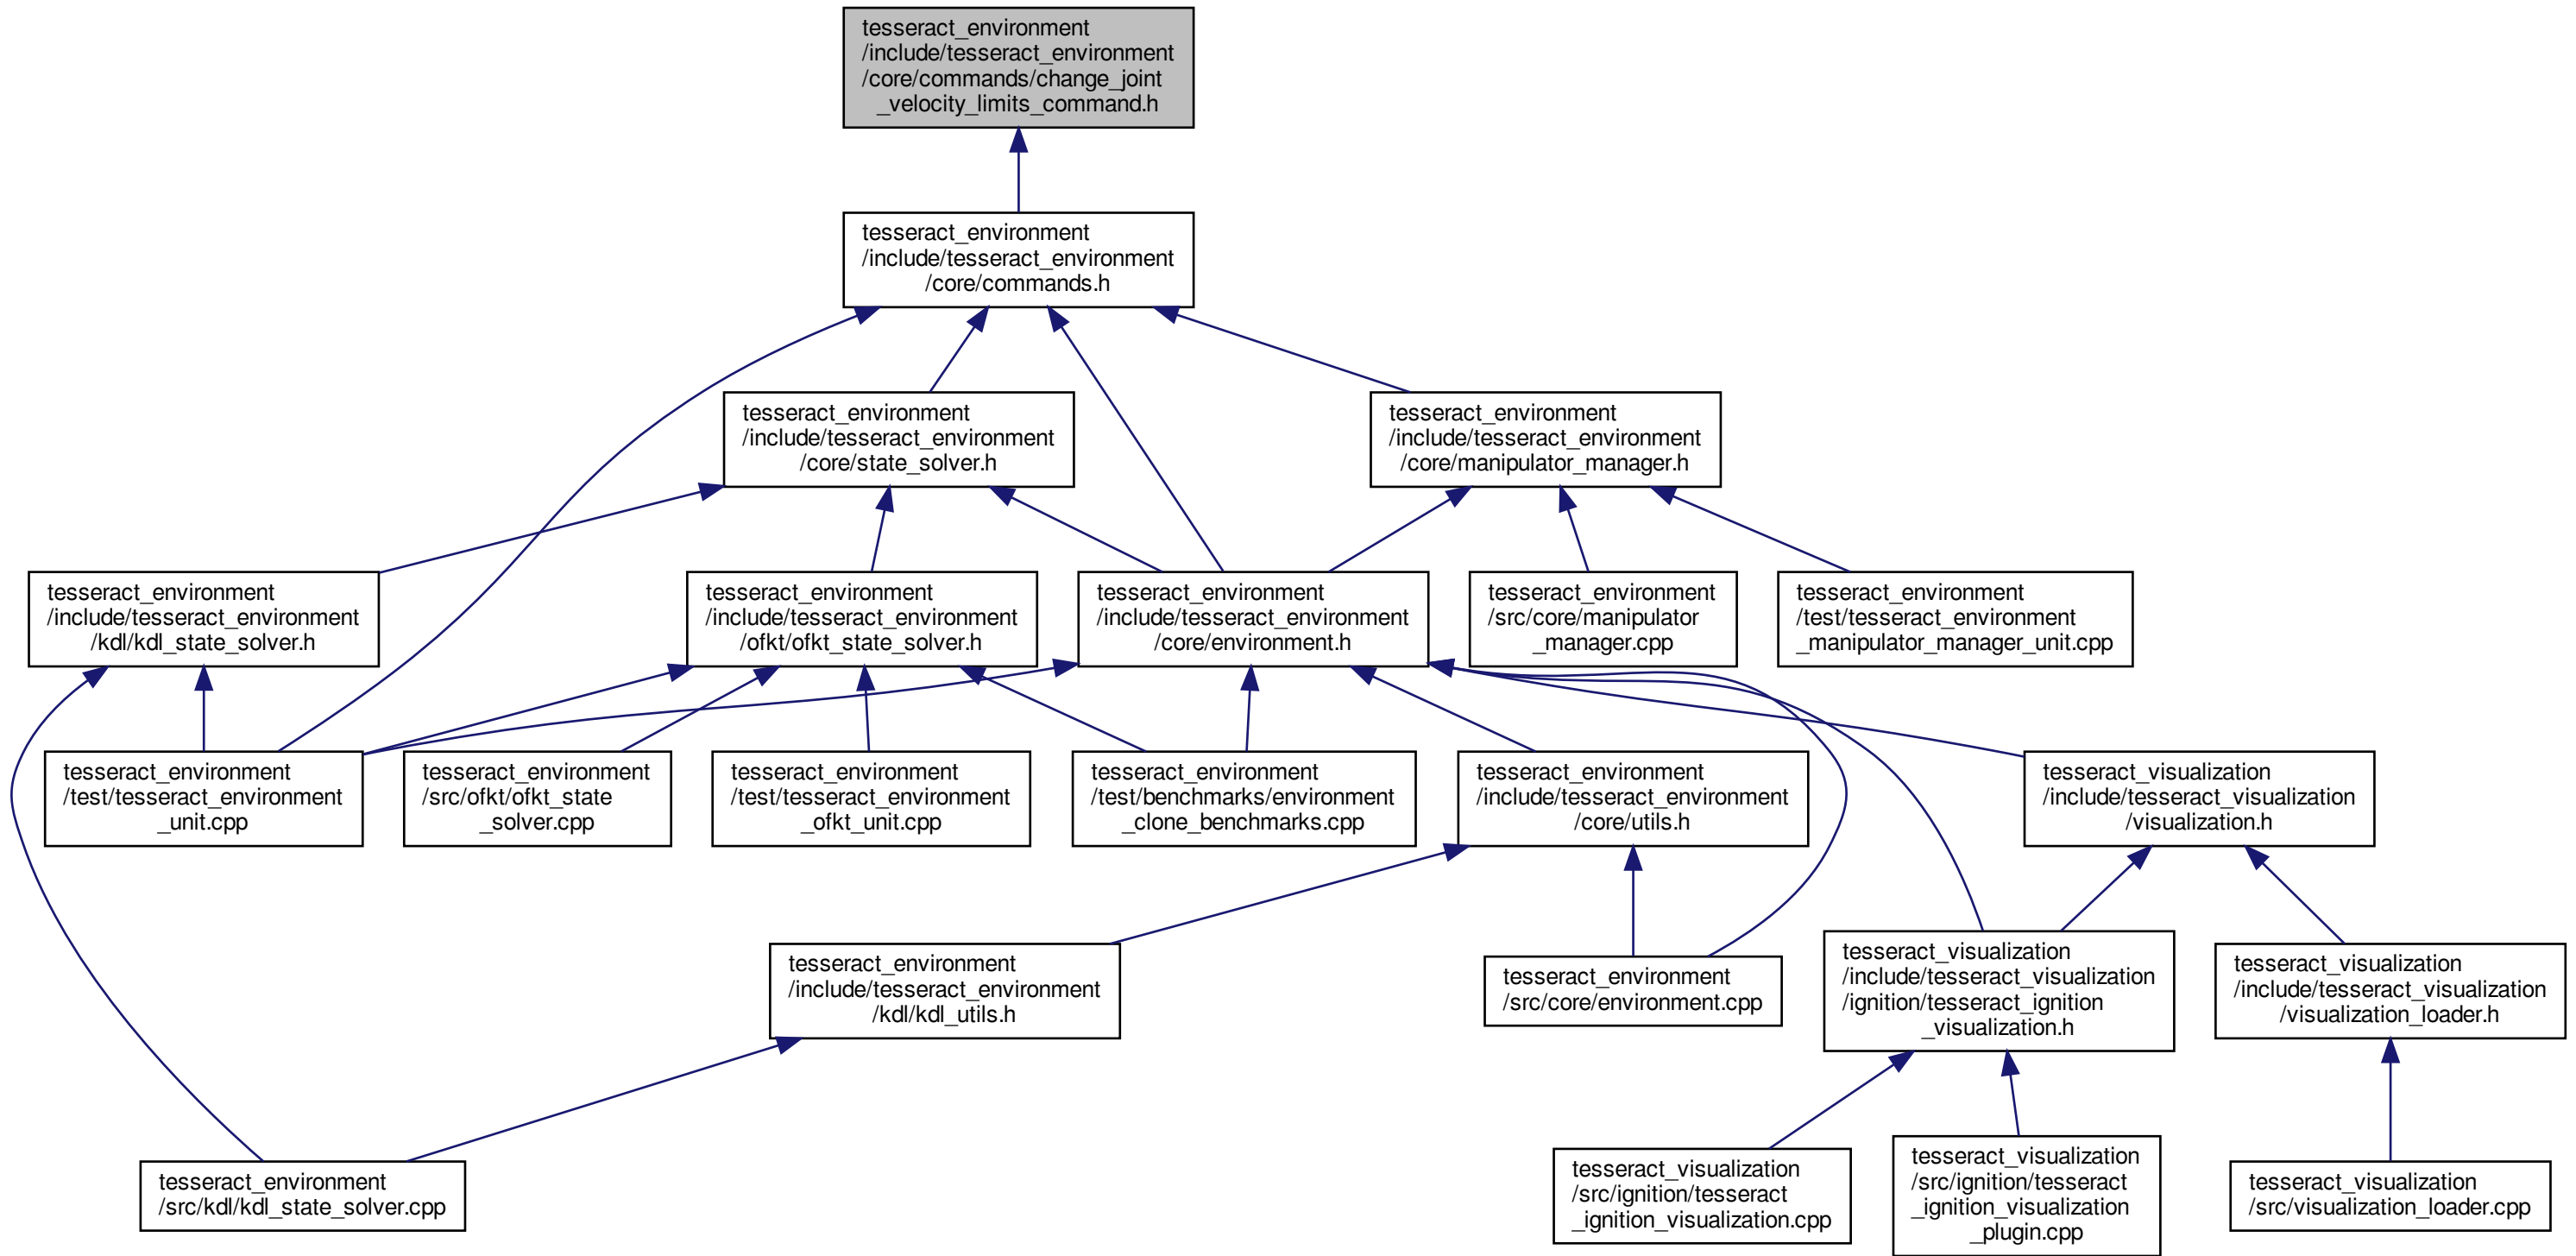 tesseract_environment
/include/tesseract_environment
/core/commands/change_joint
_velocity_limits_command.h
tesseract_environment
/include/tesseract_environment
/core/commands.h
tesseract_environment
/include/tesseract_environment
/core/state_solver.h
tesseract_environment
/include/tesseract_environment
/core/manipulator_manager.h
tesseract_environment
/include/tesseract_environment
/kdl/kdl_state_solver.h
tesseract_environment
/include/tesseract_environment
/ofkt/ofkt_state_solver.h
tesseract_environment
/include/tesseract_environment
/core/environment.h
tesseract_environment
/src/core/manipulator
_manager.cpp
tesseract_environment
/test/tesseract_environment
_manipulator_manager_unit.cpp
tesseract_environment
/test/tesseract_environment
_unit.cpp
tesseract_environment
/src/ofkt/ofkt_state
_solver.cpp
tesseract_environment
/test/tesseract_environment
_ofkt_unit.cpp
tesseract_environment
/test/benchmarks/environment
_clone_benchmarks.cpp
tesseract_environment
/include/tesseract_environment
/core/utils.h
tesseract_visualization
/include/tesseract_visualization
/visualization.h
tesseract_environment
/include/tesseract_environment
/kdl/kdl_utils.h
tesseract_environment
/src/core/environment.cpp
tesseract_visualization
/include/tesseract_visualization
/ignition/tesseract_ignition
_visualization.h
tesseract_visualization
/include/tesseract_visualization
/visualization_loader.h
tesseract_environment
/src/kdl/kdl_state_solver.cpp
tesseract_visualization
/src/ignition/tesseract
_ignition_visualization.cpp
tesseract_visualization
/src/ignition/tesseract
_ignition_visualization
_plugin.cpp
tesseract_visualization
/src/visualization_loader.cpp